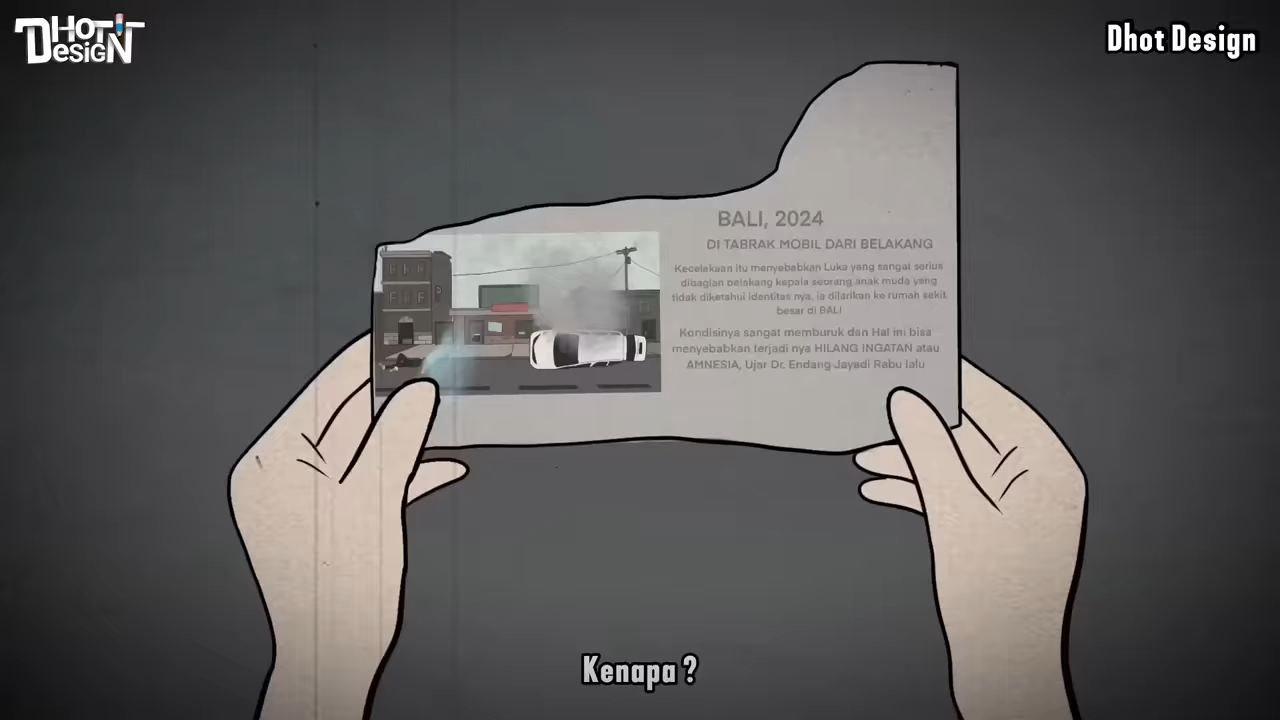 DHOT DESIGN
Dhot Design
BALI, 2024
DI TABRAK MOBIL DARI BELAKANG
Kecelakaan itu menyebabkan Luka yang sangat serius
dibagian belakang kepala seorang anak muda yang
tidak diketahui identitas nya, ia dilarikan ke rumah sekit
besar di BALI
Kondisinya sangat memburuk dan Hal ini bisa
menyebabkan terjadi nya HILANG INGATAN atau
AMNESIA, Ujar Dr. Endang Jayadi Rabu lalu
Kenapa ?